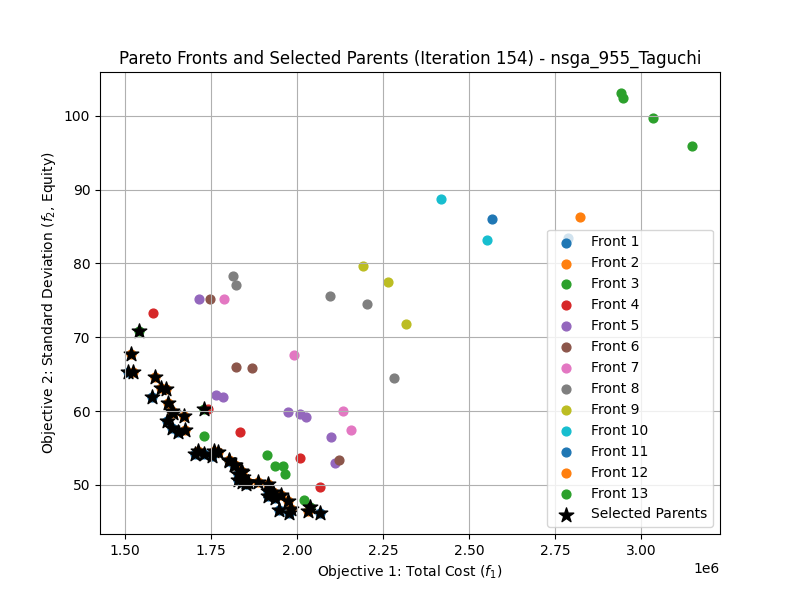 Pareto Fronts and Selected Parents (Iteration 154) - nsga_955_Taguchi
Objective 2: Standard Deviation (f₂, Equity)
100
90
80
70
60
50
1.50
1.75
2.00
2.25
2.50
2.75
3.00
1e6
Objective 1: Total Cost (f₁)
Front 1
Front 2
Front 3
Front 4
Front 5
Front 6
Front 7
Front 8
Front 9
Front 10
Front 11
Front 12
Front 13
Selected Parents